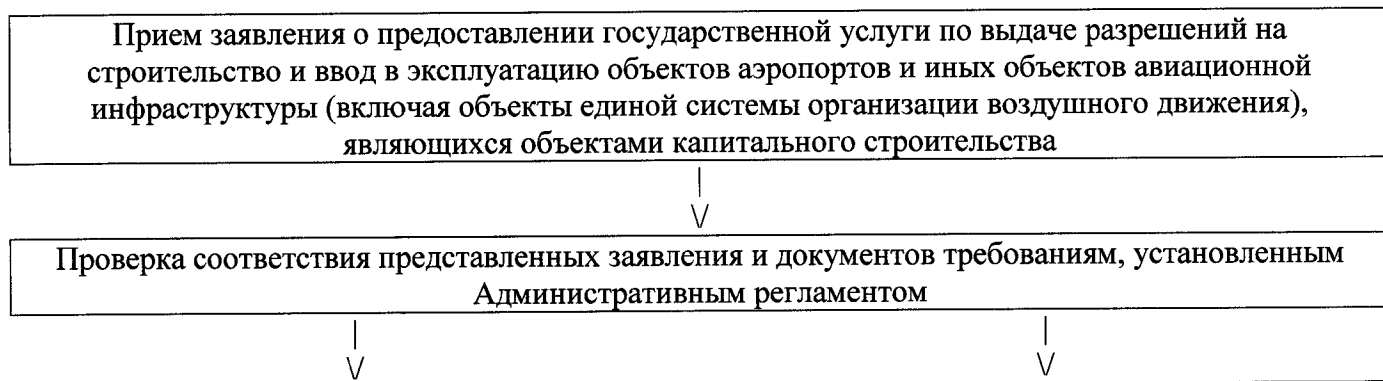 Прием заявления о предоставлении государственной услуги по выдаче разрешений на
строительство и ввод в эксплуатацию объектов аэропортов и иных объектов авиационной
инфраструктуры (включая объекты единой системы организации воздушного движения),
являющихся объектами капитального строительства
Проверка соответствия представленных заявления и документов требованиям, установленным
Административным регламентом